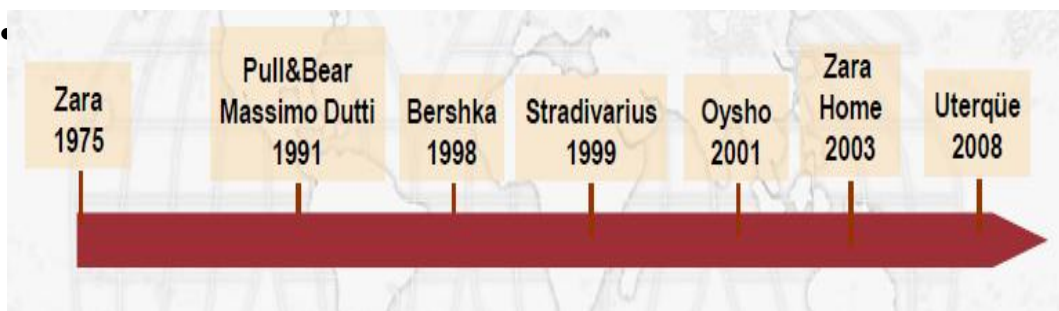 Zara
1975
Pull&Bear
Massimo Dutti
1991
Bershka
1998
Stradivarius
1999
Oysho
2001
Zara
Home
2003
Uterqüe
2008